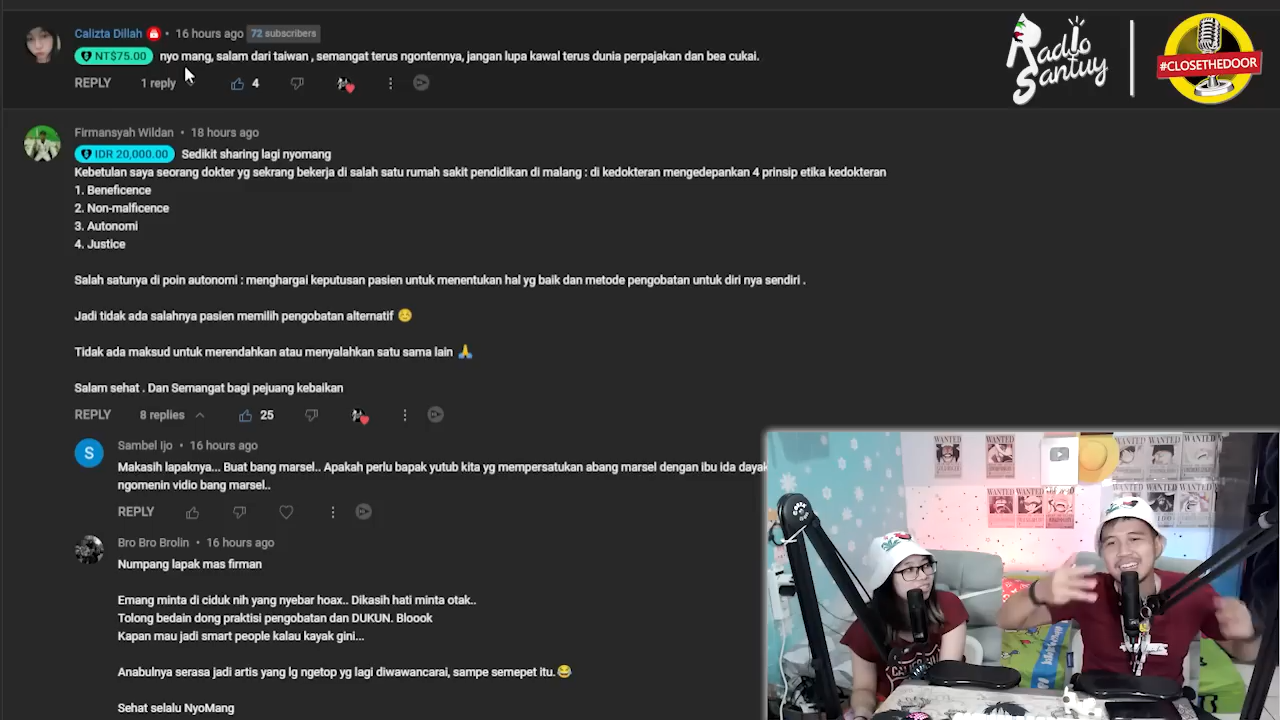 Calizta Dillah • 16 hours ago 72 subscribers
NT$75.00 nyo mang, salam dari taiwan , semangat terus ngontennya, jangan lupa kawal terus dunia perpajakan dan bea cukai.
REPLY 1 reply 4
Radio Santuy
#CLOSETHEDOOR
Firmansyah Wildan • 18 hours ago
IDR 20,000.00 Sedikit sharing lagi nyomang
Kebetulan saya seorang dokter yg sekrang bekerja di salah satu rumah sakit pendidikan di malang : di kedokteran mengedepankan 4 prinsip etika kedokteran
1. Beneficence
2. Non-malficence
3. Autonomi
4. Justice
Salah satunya di poin autonomi : menghargai keputusan pasien untuk menentukan hal yg baik dan metode pengobatan untuk diri nya sendiri .
Jadi tidak ada salahnya pasien memilih pengobatan alternatif ☺️
Tidak ada maksud untuk merendahkan atau menyalahkan satu sama lain 🙏
Salam sehat . Dan Semangat bagi pejuang kebaikan
REPLY 8 replies 25
S
Sambel Ijo • 16 hours ago
Makasih lapaknya... Buat bang marsel.. Apakah perlu bapak yutub kita yg mempersatukan abang marsel dengan ibu ida dayak
ngomenin vidio bang marsel..
REPLY
Bro Bro Brolin • 16 hours ago
Numpang lapak mas firman
Emang minta di ciduk nih yang nyebar hoax.. Dikasih hati minta otak..
Tolong bedain dong praktisi pengobatan dan DUKUN. Bloook
Kapan mau jadi smart people kalau kayak gini...
Anabulnya serasa jadi artis yang lg ngetop yg lagi diwawancarai, sampe semepet itu.😂
Sehat selalu NyoMang
WANTED WANTED WANTED
WANTED WANTED WANTED